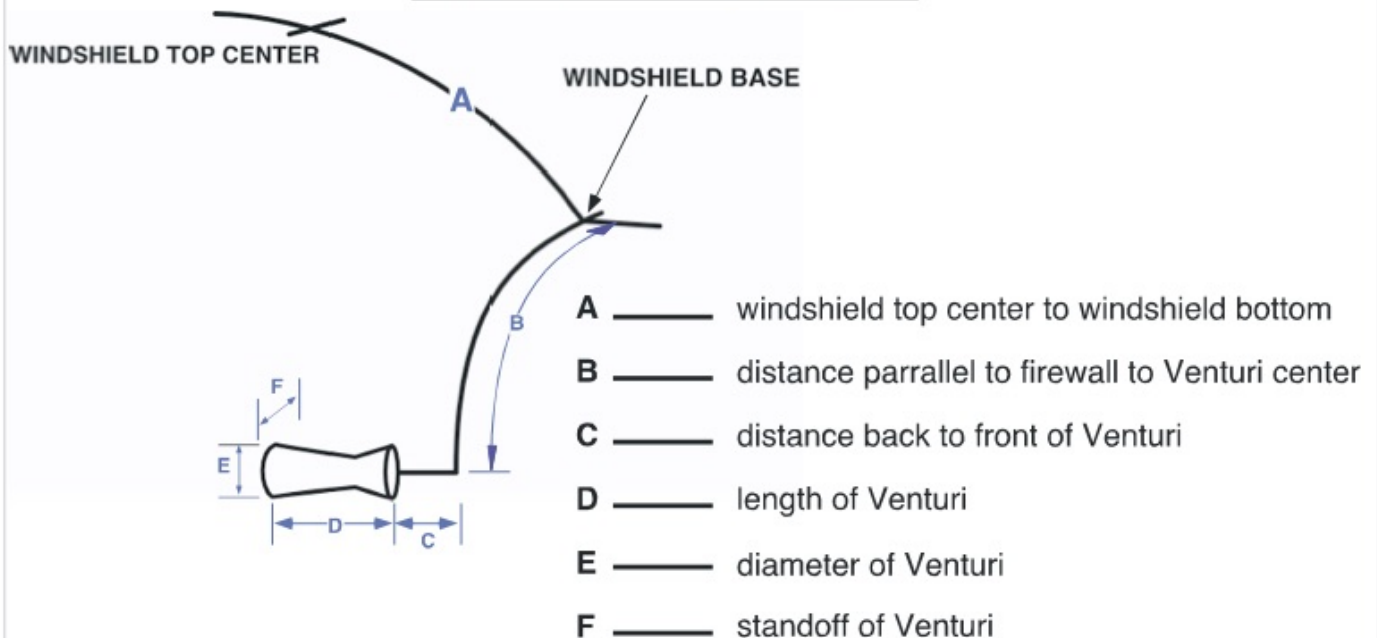 WINDSHIELD TOP CENTER
A
WINDSHIELD BASE
B
F
E
D
C
A windshield top center to windshield bottom
B distance parrallel to firewall to Venturi center
C distance back to front of Venturi
D length of Venturi
E diameter of Venturi
F standoff of Venturi